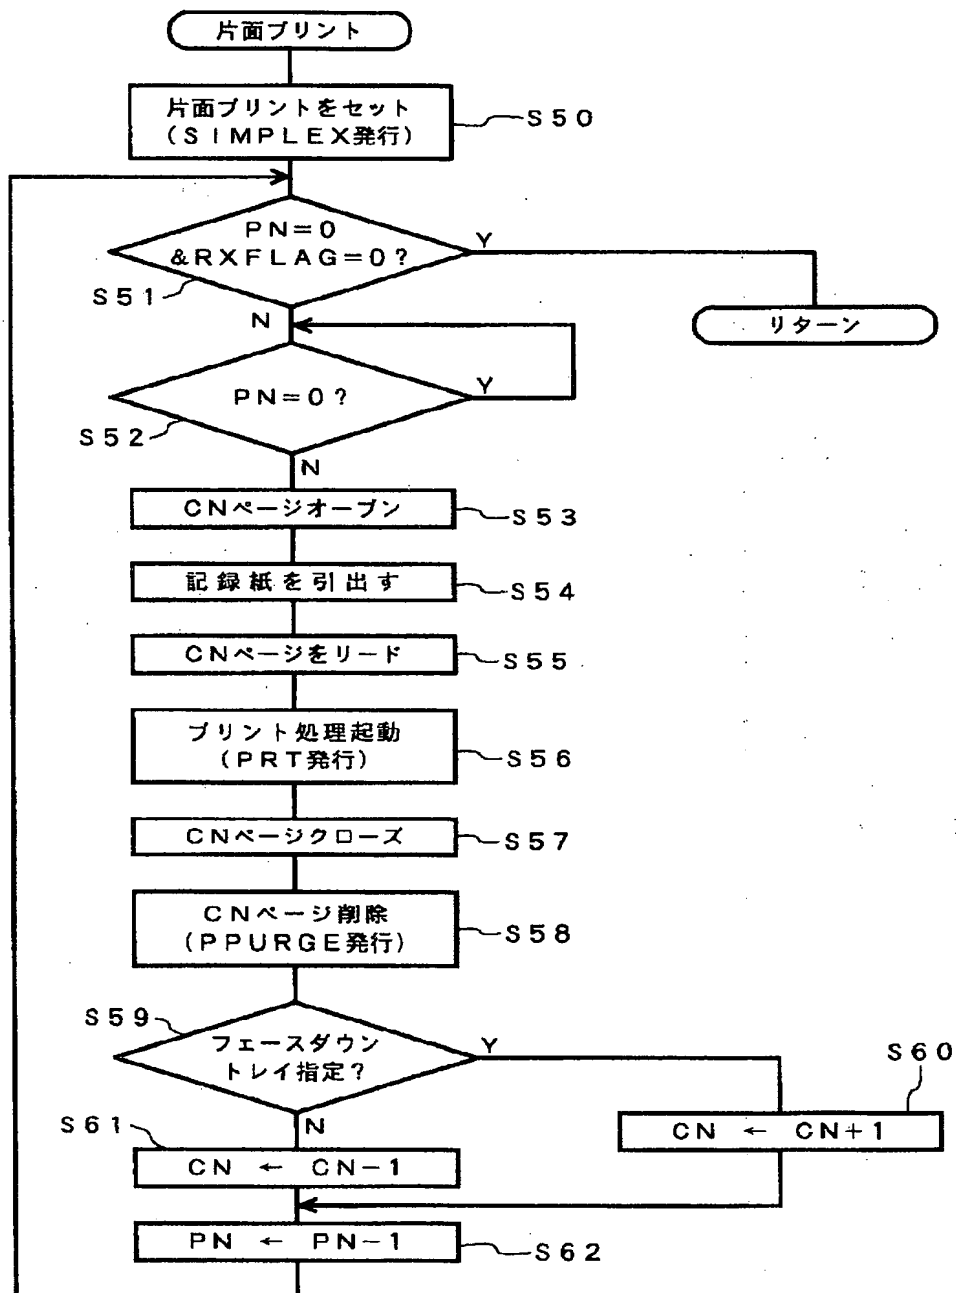 片面プリント
片面プリントをセット
(SIMPLEX発行)
S50
PN=0
&RXFLAG=0?
Y
S51
N
リターン
PN=0?
Y
S52
N
CNページオープン
S53
記録紙を引出す
S54
CNページをリード
S55
プリント処理起動
(PRT発行)
S56
CNページクローズ
S57
CNページ削除
(PPURGE発行)
S58
S59
フェースダウン
トレイ指定?
Y
S60
N
S61
CN ← CN+1
CN ← CN-1
PN ← PN-1
S62